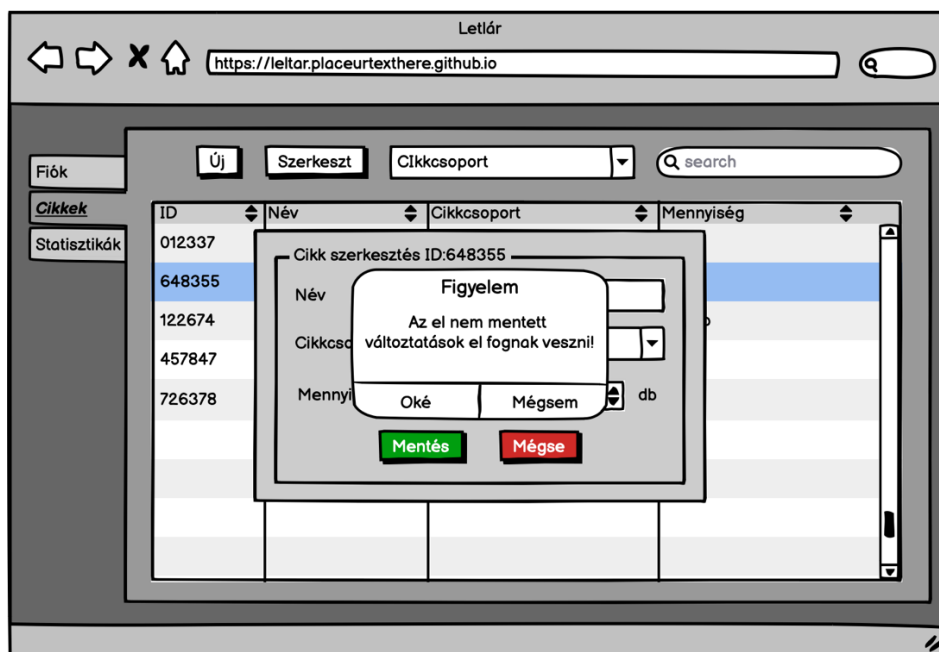 Letlár
https://leltar.placeurtexthere.github.io
Fiók
Cikkek
Statisztikák
Új
Szerkeszt
CIkkcsoport
search
ID
Név
Cikkcsoport
Mennyiség
012337
648355
122674
457847
726378
Cikk szerkesztés ID:648355
Név
Mennyi
db
Figyelem
Az el nem mentett
változtatások el fognak veszni!
Oké
Mégsem
Mentés
Mégse